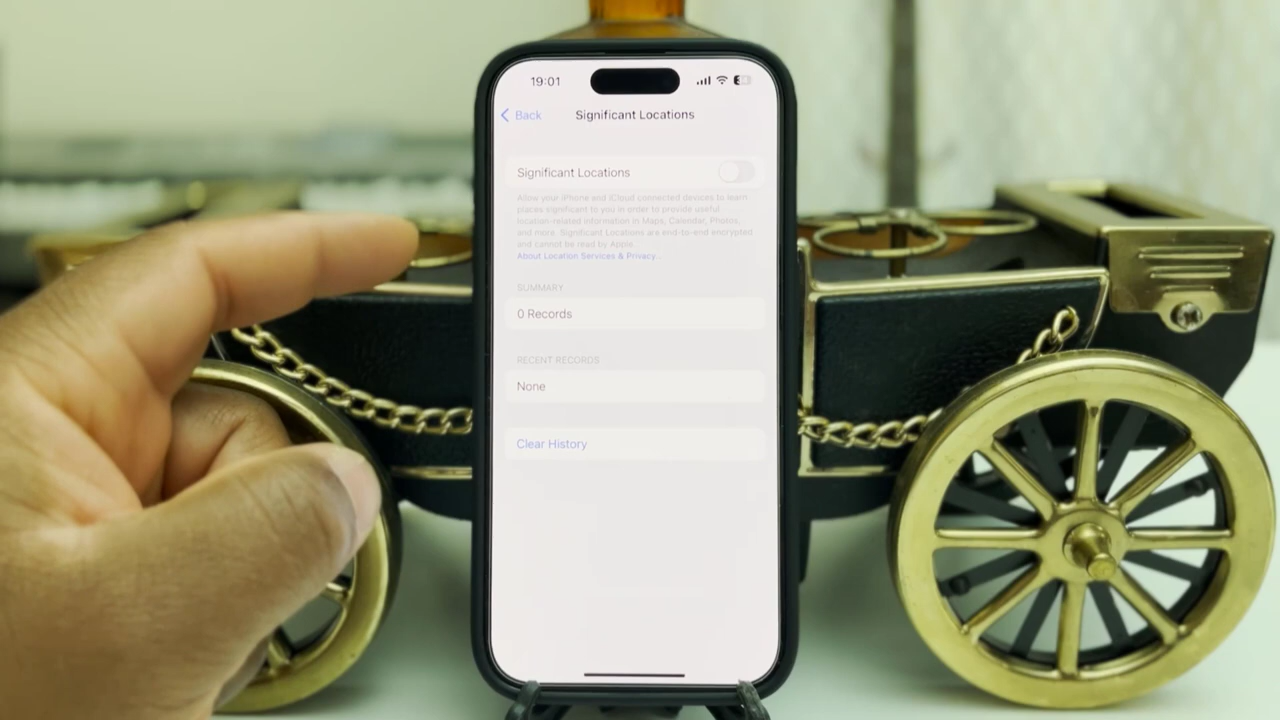 19:01
Back
Significant Locations
Significant Locations
Allow your iPhone and iCloud connected devices to learn
places significant to you in order to provide useful
location-related information in Maps, Calendar, Photos,
and more. Significant Locations are end-to-end encrypted
and cannot be read by Apple.
About Location Services & Privacy...
SUMMARY
0 Records
RECENT RECORDS
None
Clear History